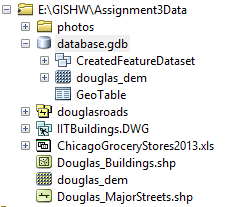 E:\GISHW\Assignment3Data
photos
database.gdb
CreatedFeatureDataset
douglas_dem
GeoTable
douglasroads
IITBuildings.DWG
ChicagoGroceryStores2013.xls
Douglas_Buildings.shp
douglas_dem
Douglas_MajorStreets.shp